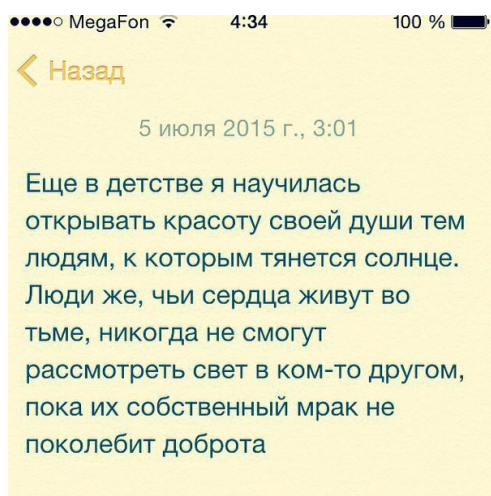 ●●●●○ MegaFon 4:34 100 %
Назад
5 июля 2015 г., 3:01
Еще в детстве я научилась
открывать красоту своей души тем
людям, к которым тянется солнце.
Люди же, чьи сердца живут во
тьме, никогда не смогут
рассмотреть свет в ком-то другом,
пока их собственный мрак не
поколебит доброта